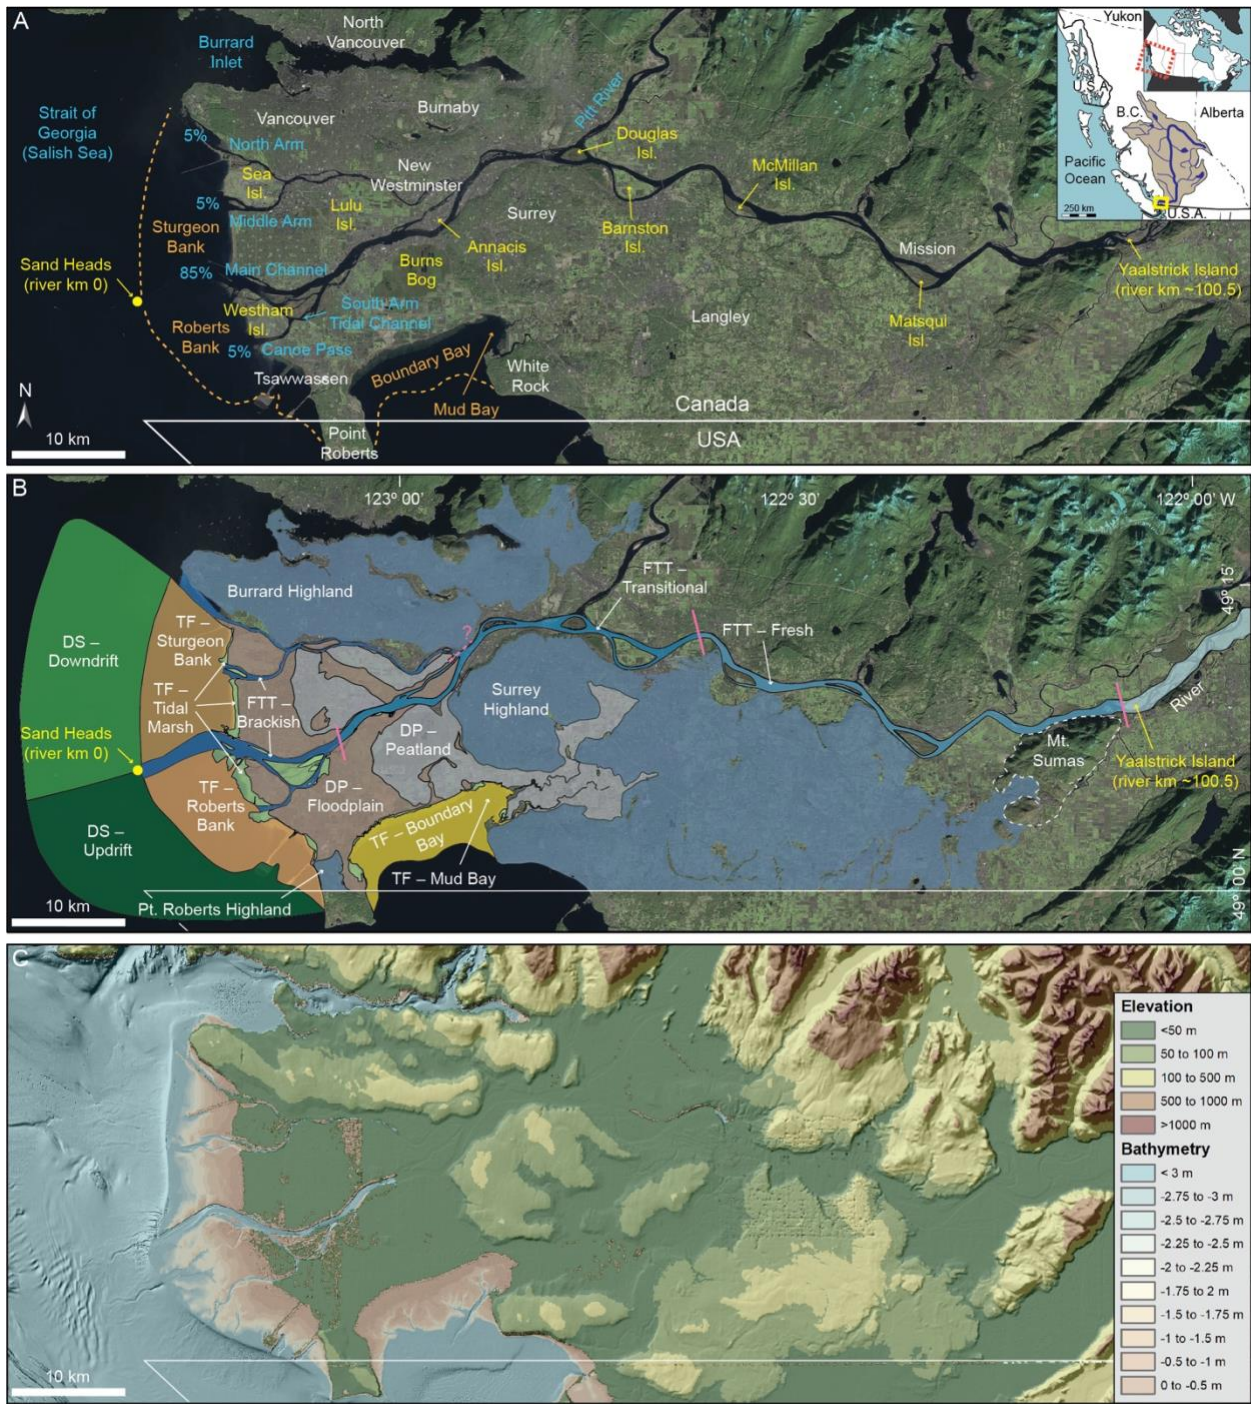 A
North
Vancouver
Burrard
Inlet
Yukon
U.S.A.
B.C.
Alberta
Pacific
Ocean
250 km
U.S.A.
Strait of
Georgia
(Salish Sea)
Vancouver
Burnaby
Pitt River
Douglas
Isl.
5%
North Arm
Sea
Isl.
New
Westminster
McMillan
Isl.
5%
Middle Arm
Lulu
Isl.
Surrey
Barnston
Isl.
Sturgeon
Bank
Annacis
Isl.
Mission
Sand Heads
(river km 0)
85%
Main Channel
Burns
Bog
Yaalstrick Island
(river km ~100.5)
Westham
Isl.
South Arm
Tidal Channel
Langley
Matsqui
Isl.
Roberts
Bank
5%
Canoe Pass
Tsawwassen
Boundary Bay
White
Rock
Mud Bay
N
Canada
USA
10 km
Point
Roberts
B
123° 00'
122° 30'
122° 00' W
49° 15'
FTT –
Transitional
Burrard Highland
TF –
Sturgeon
Bank
?
FTT – Fresh
DS –
Downdrift
TF –
Tidal
Marsh
FTT –
Brackish
Surrey
Highland
River
Sand Heads
(river km 0)
DP –
Peatland
Mt.
Sumas
Yaalstrick Island
(river km ~100.5)
TF –
Roberts
Bank
DP –
Floodplain
DS –
Updrift
TF – Boundary
Bay
TF – Mud Bay
49° 00' N
10 km
Pt. Roberts Highland
C
Elevation
<50 m
50 to 100 m
100 to 500 m
500 to 1000 m
>1000 m
Bathymetry
< 3 m
-2.75 to -3 m
-2.5 to -2.75 m
-2.25 to -2.5 m
-2 to -2.25 m
-1.75 to 2 m
-1.5 to -1.75 m
-1 to -1.5 m
-0.5 to -1 m
0 to -0.5 m
10 km